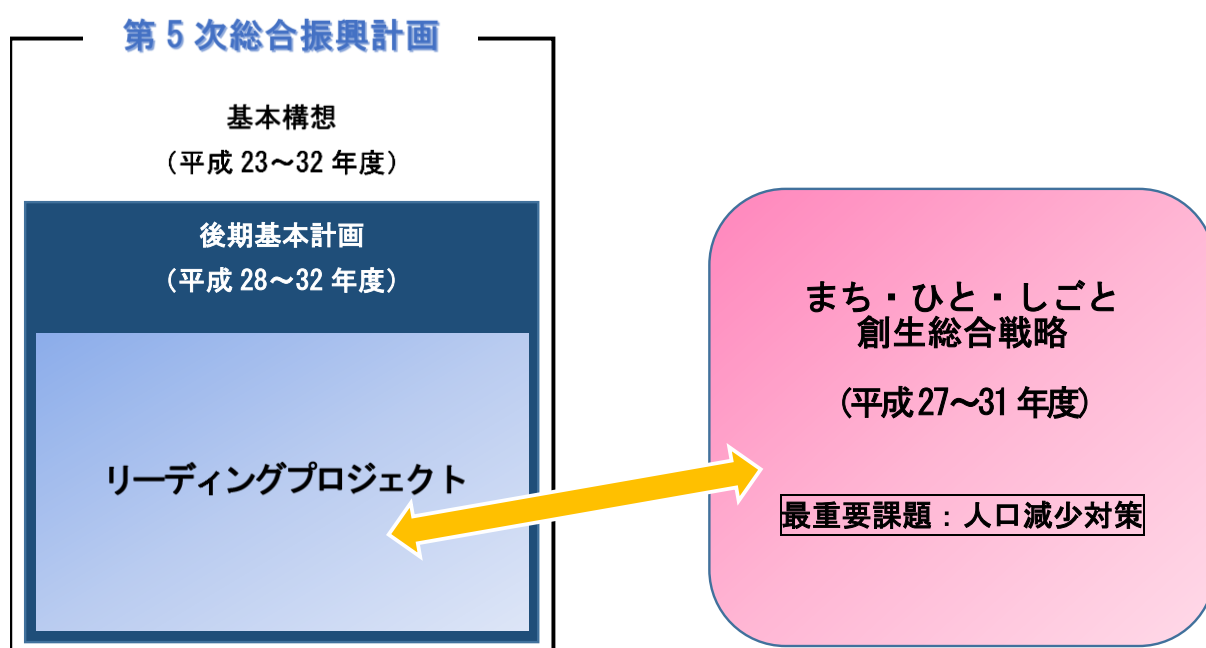 第5次総合振興計画
基本構想
（平成 23～32 年度）
後期基本計画
（平成 28～32 年度）
リーディングプロジェクト
まち・ひと・しごと
創生総合戦略
(平成27～31 年度)
最重要課題：人口減少対策